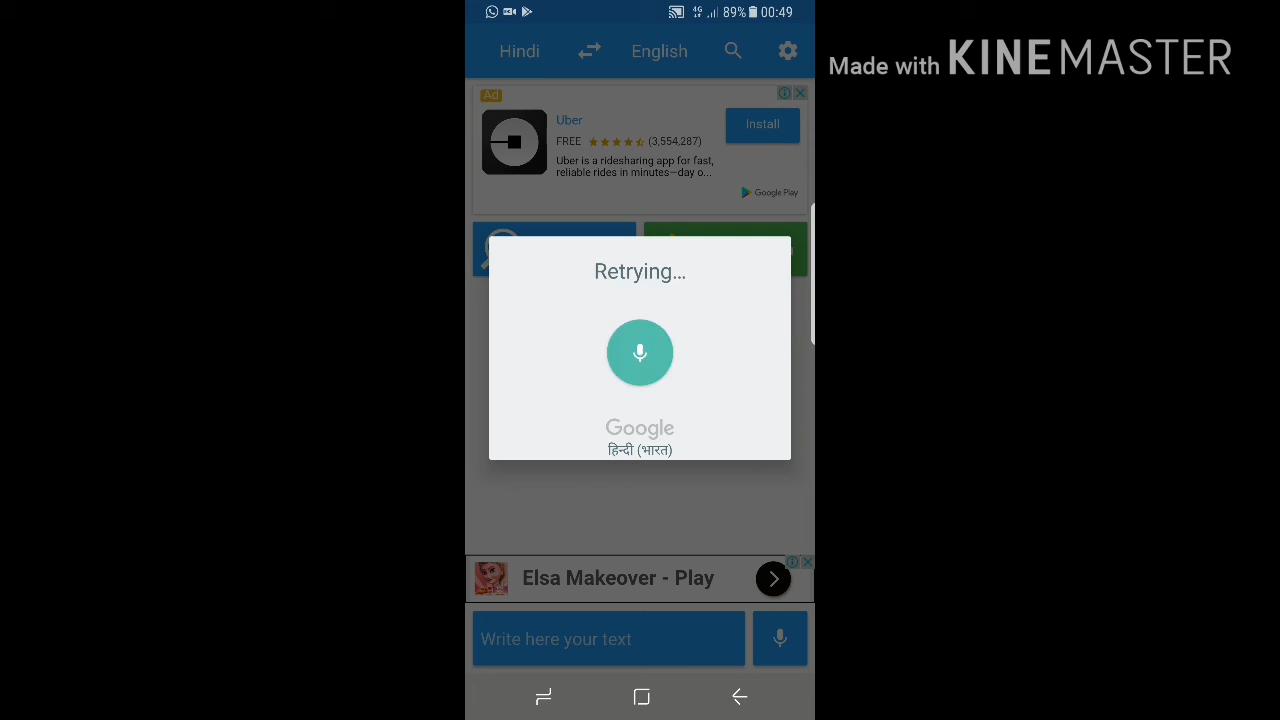 4G 89% 00:49
Hindi English
Made with KINEMASTER
Ad
Uber
Install
FREE (3,554,287)
Uber is a ridesharing app for fast,
reliable rides in minutes—day o...
Google Play
Retrying...
Google
हिन्दी (भारत)
Elsa Makeover - Play
Write here your text